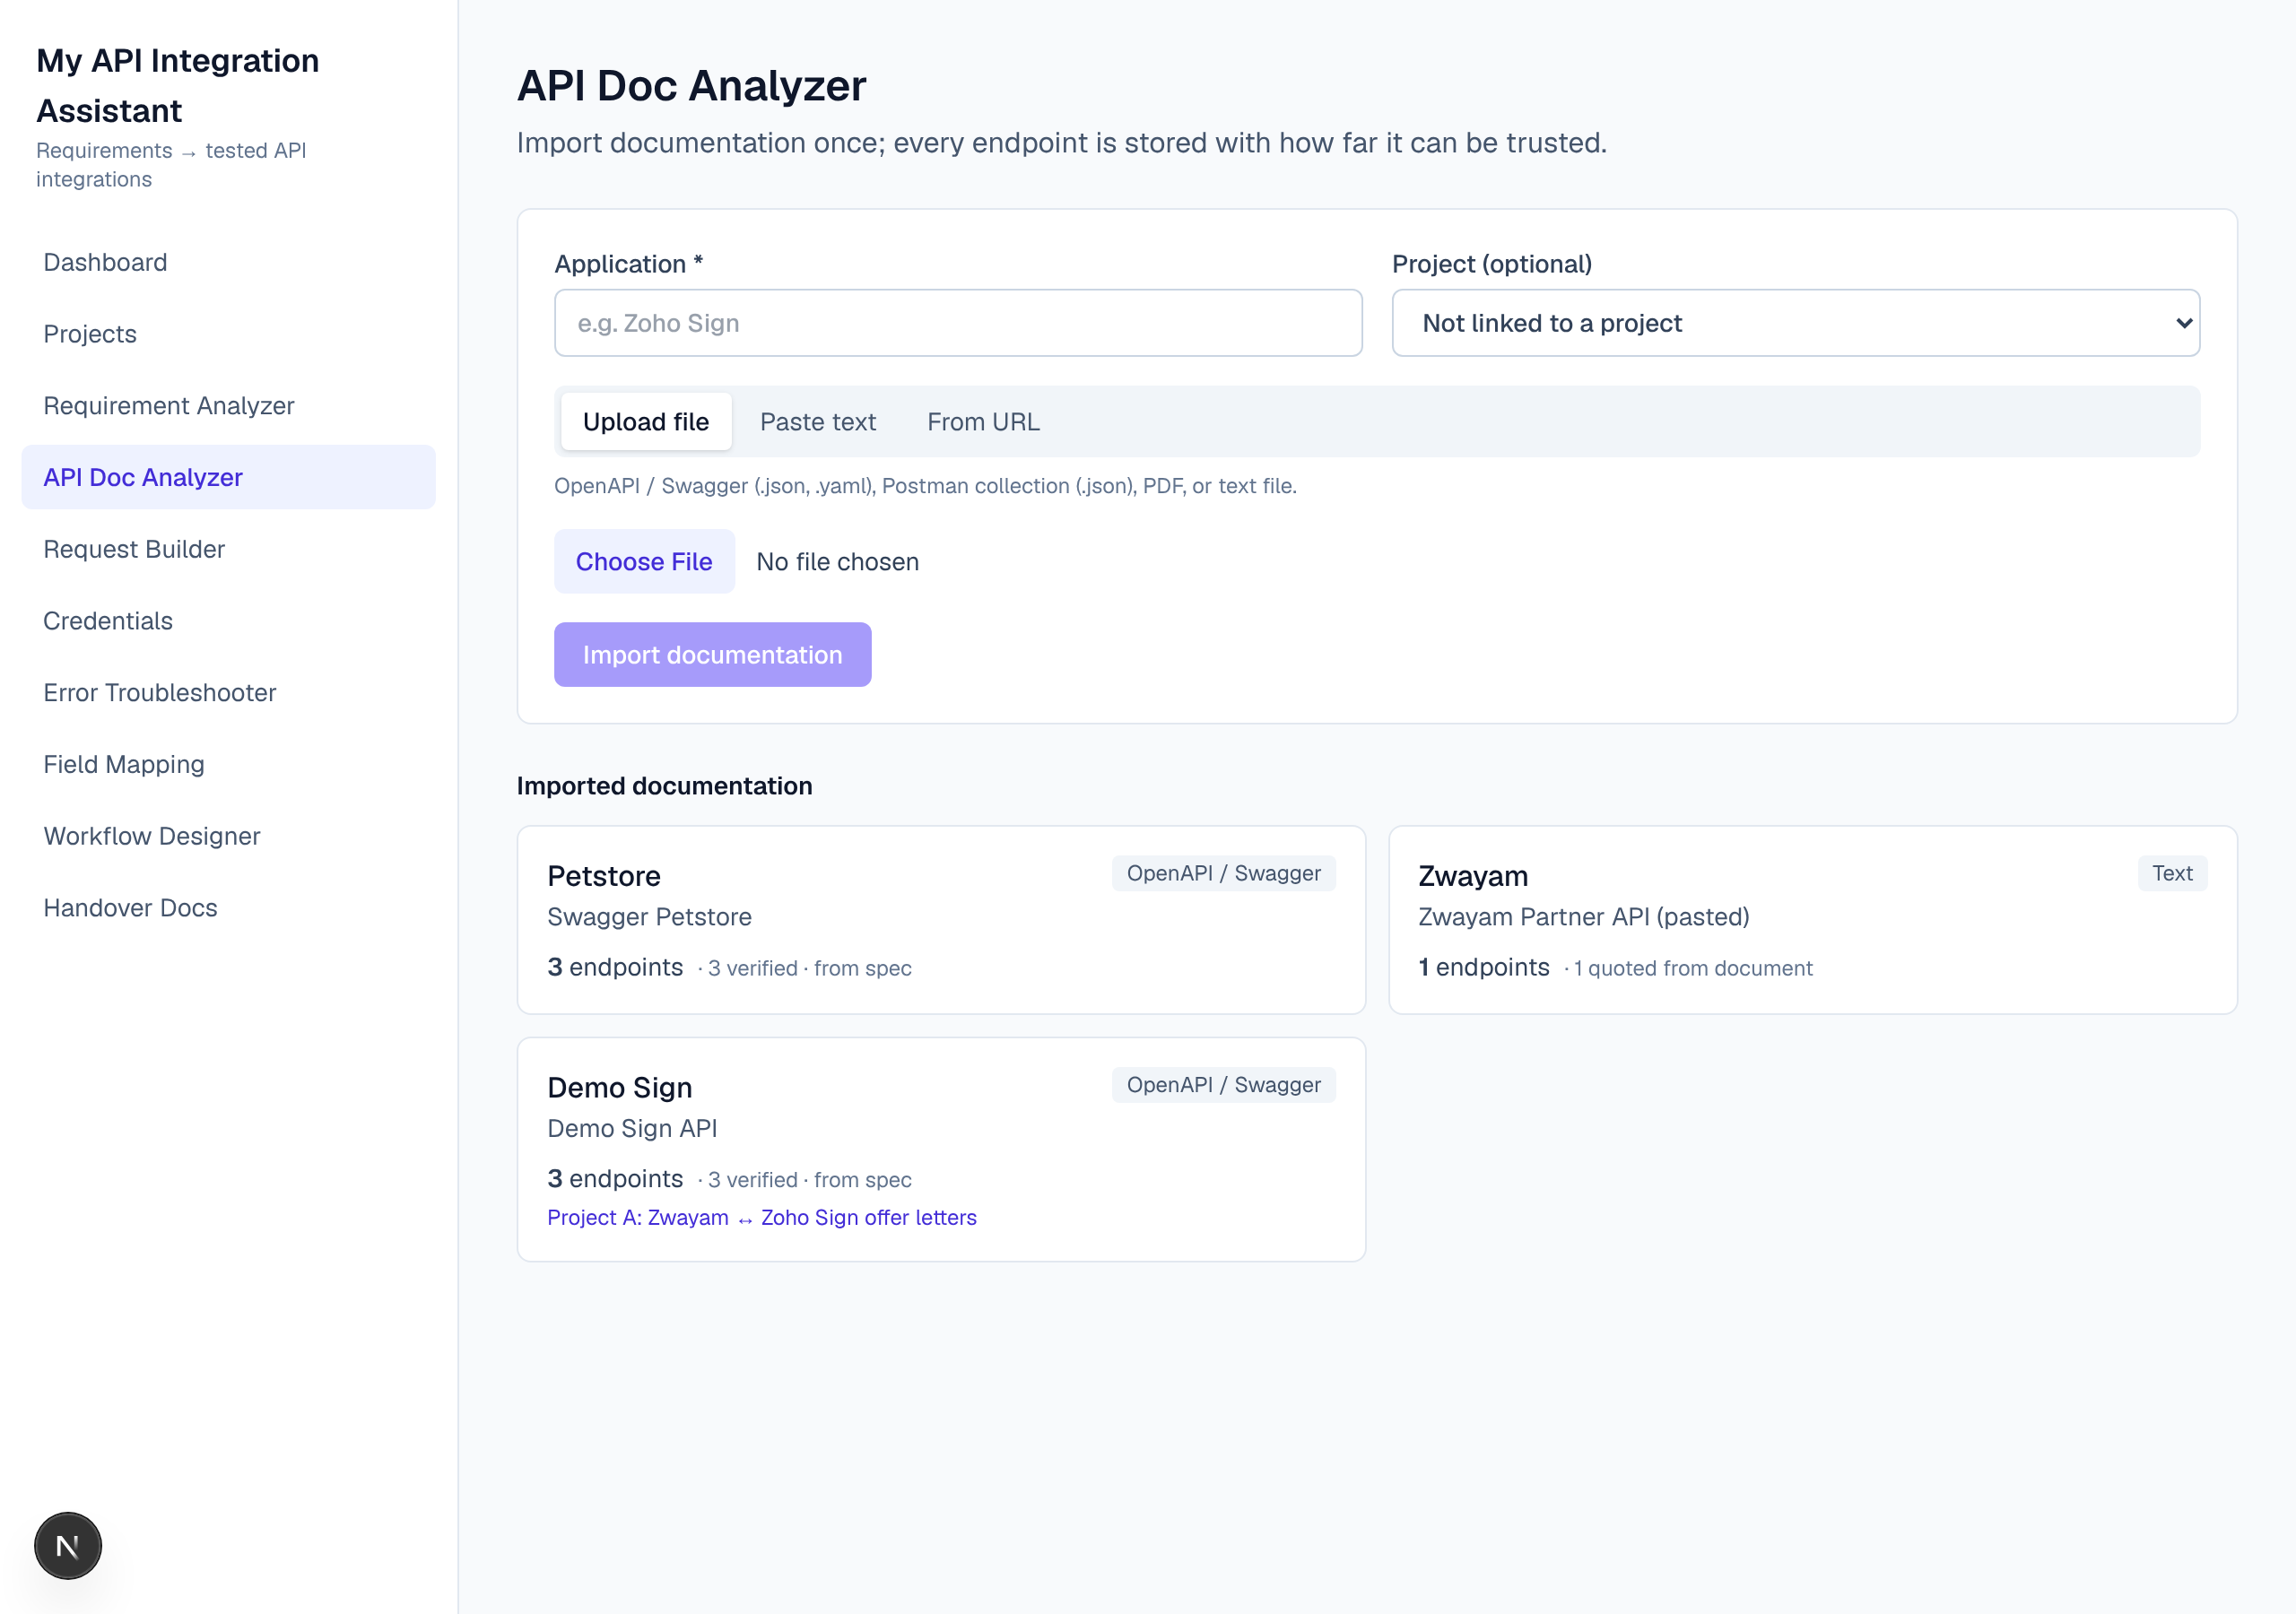 My API Integration
Assistant
Requirements → tested API
integrations
Dashboard
Projects
Requirement Analyzer
API Doc Analyzer
Request Builder
Credentials
Error Troubleshooter
Field Mapping
Workflow Designer
Handover Docs
N
API Doc Analyzer
Import documentation once; every endpoint is stored with how far it can be trusted.
Application *
e.g. Zoho Sign
Project (optional)
Not linked to a project
Upload file Paste text From URL
OpenAPI / Swagger (.json, .yaml), Postman collection (.json), PDF, or text file.
Choose File No file chosen
Import documentation
Imported documentation
Petstore OpenAPI / Swagger
Swagger Petstore
3 endpoints · 3 verified · from spec
Zwayam Text
Zwayam Partner API (pasted)
1 endpoints · 1 quoted from document
Demo Sign OpenAPI / Swagger
Demo Sign API
3 endpoints · 3 verified · from spec
Project A: Zwayam ↔ Zoho Sign offer letters